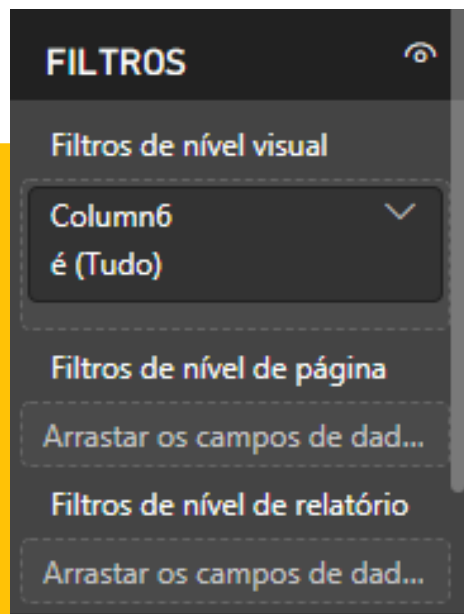 FILTROS
Filtros de nível visual
Column6
é (Tudo)
Filtros de nível de página
Arrastar os campos de dad...
Filtros de nível de relatório
Arrastar os campos de dad...